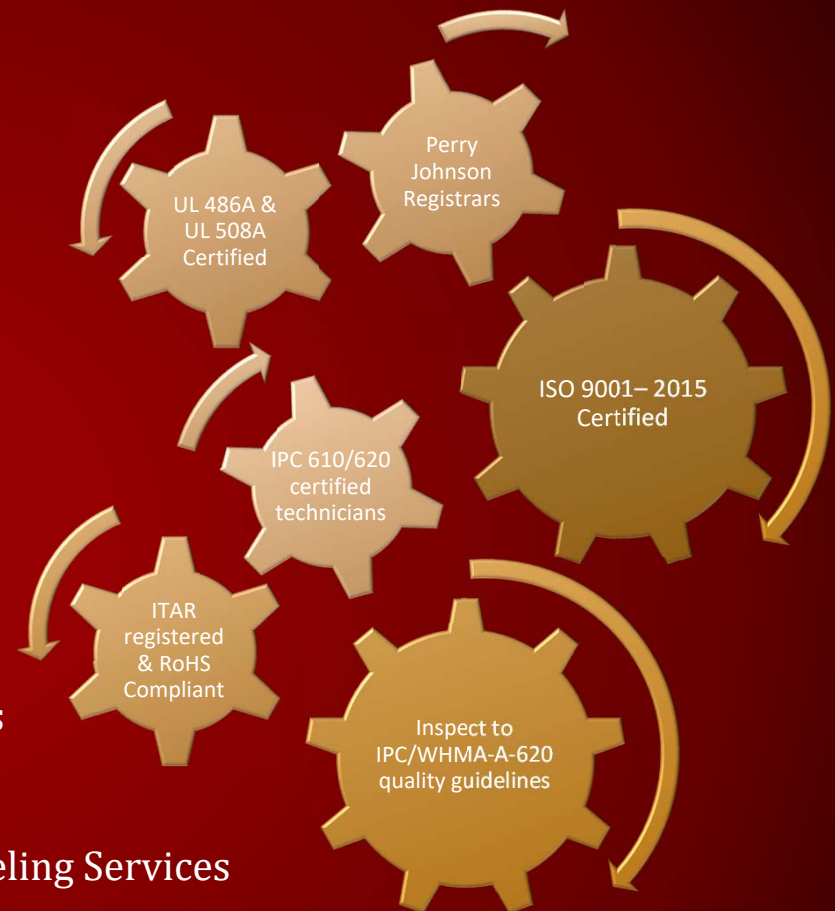 Perry
Johnson
Registrars
UL 486A &
UL 508A
Certified
ISO 9001– 2015
Certified
IPC 610/620
certified
technicians
ITAR
registered
& RoHS
Compliant
s
Inspect to
IPC/WHMA-A-620
quality guidelines
eling Services